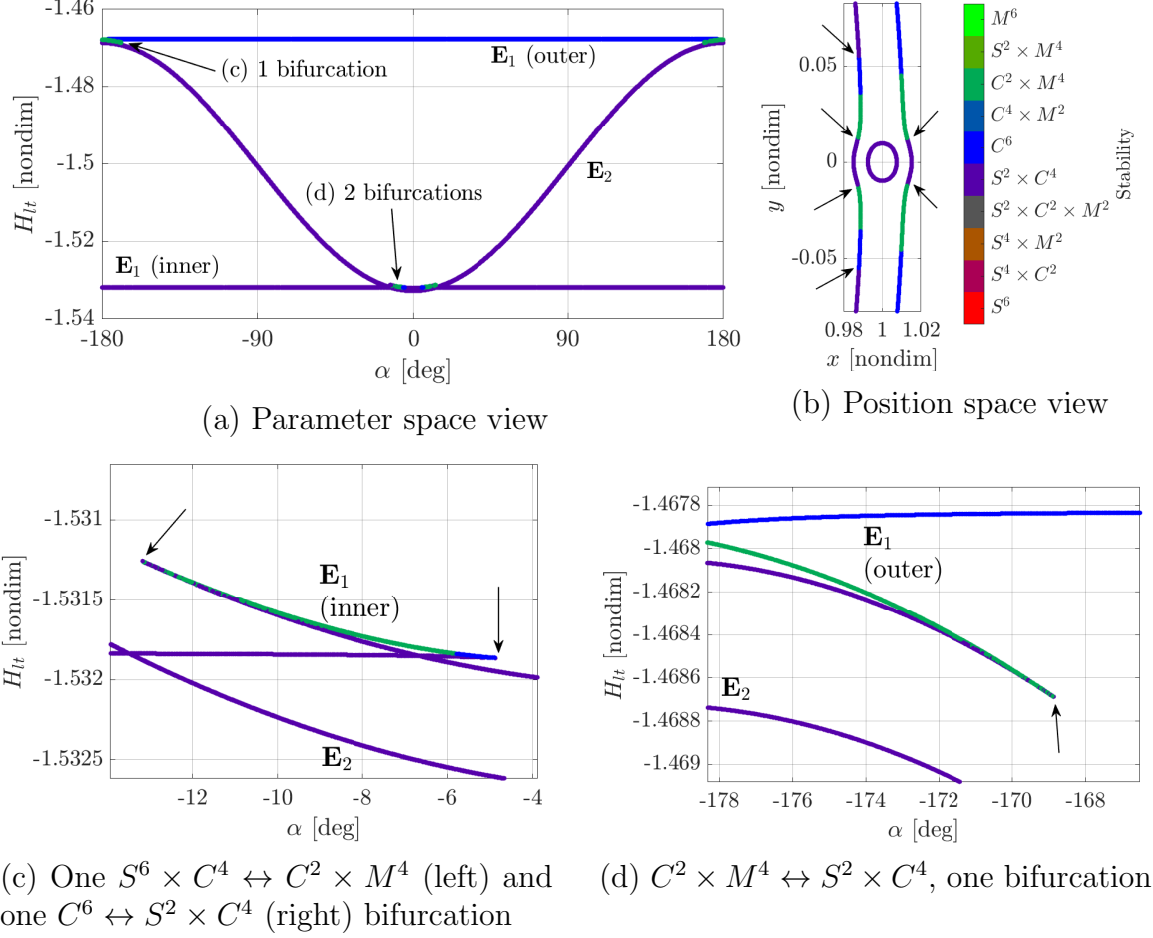 -1.46
-1.48
-1.5
-1.52
-1.54
H_{lt} [nondim]
E_1 (outer)
(c) 1 bifurcation
E_2
(d) 2 bifurcations
E_1 (inner)
-180 -90 0 90 180
α [deg]
(a) Parameter space view
0.05
0
-0.05
y [nondim]
0.98 1 1.02
x [nondim]
M^6
S^2 × M^4
C^2 × M^4
C^4 × M^2
C^6
S^2 × C^4
S^2 × C^2 × M^2
S^4 × M^2
S^4 × C^2
S^6
Stability
(b) Position space view
-1.531
-1.5315
-1.532
-1.5325
H_{lt} [nondim]
E_1
(inner)
E_2
-12 -10 -8 -6 -4
α [deg]
(c) One S^6 × C^4 ↔ C^2 × M^4 (left) and
one C^6 ↔ S^2 × C^4 (right) bifurcation
-1.4678
-1.468
-1.4682
-1.4684
-1.4686
-1.4688
-1.469
H_{lt} [nondim]
E_1
(outer)
E_2
-178 -176 -174 -172 -170 -168
α [deg]
(d) C^2 × M^4 ↔ S^2 × C^4, one bifurcation